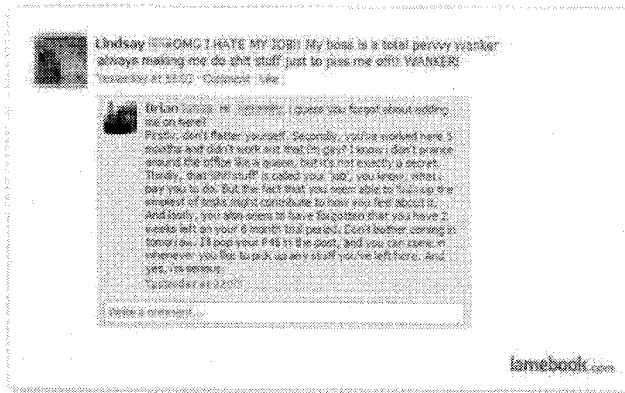 Lindsay OMG I HATE MY JOB!! My boss is a total pervvy wanker
always making me do shit stuff just to piss me off!! WANKER!
Yesterday at 18:02 · Comment · Like
Brian Hi i guess you forgot about adding
me on here?
Firstly, don't flatter yourself. Secondly, you've worked here 5
months and didn't work out that i'm gay? I know i don't prance
around the office like a queen, but it's not exactly a secret.
Thirdly, that 'shit stuff' is called your 'job', you know, what i
pay you to do. But the fact that you seem able to fuck-up the
simplest of tasks might contribute to how you feel about it.
And lastly, you also seem to have forgotten that you have 2
weeks left on your 6 month trial period. Don't bother coming in
tomorrow. I'll pop your P45 in the post, and you can come in
whenever you like to pick up any stuff you've left here. And
yes, i'm serious.
Yesterday at 22:53
Write a comment...
lamebook.com